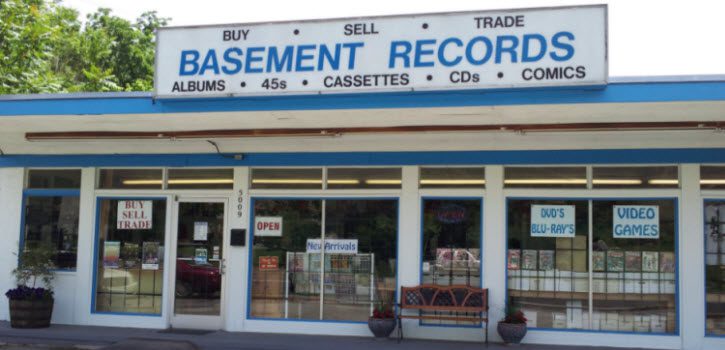 BUY • SELL • TRADE
BASEMENT RECORDS
ALBUMS • 45s • CASSETTES • CDs • COMICS
BUY
SELL
TRADE
5009
OPEN
New Arrivals
OPEN
DVD'S
BLU-RAY'S
VIDEO
GAMES